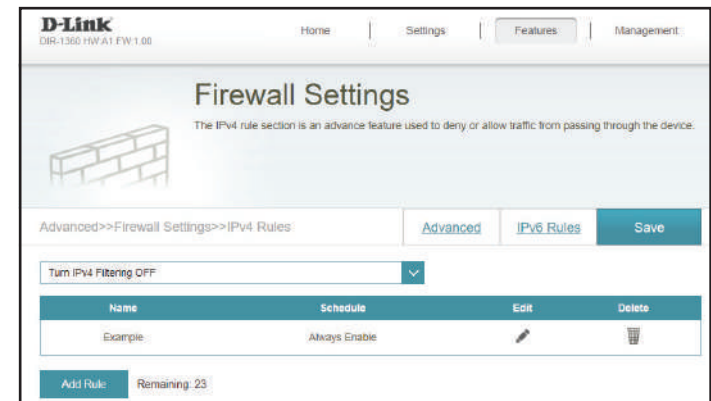 D-Link
DIR-1360 HW:A1 FW:1.00
Home | Settings | Features | Management
Firewall Settings
The IPv4 rule section is an advance feature used to deny or allow traffic from passing through the device.
Advanced>>Firewall Settings>>IPv4 Rules
Advanced
IPv6 Rules
Save
Turn IPv4 Filtering OFF
Name Schedule Edit Delete
Example Always Enable
Add Rule Remaining: 23